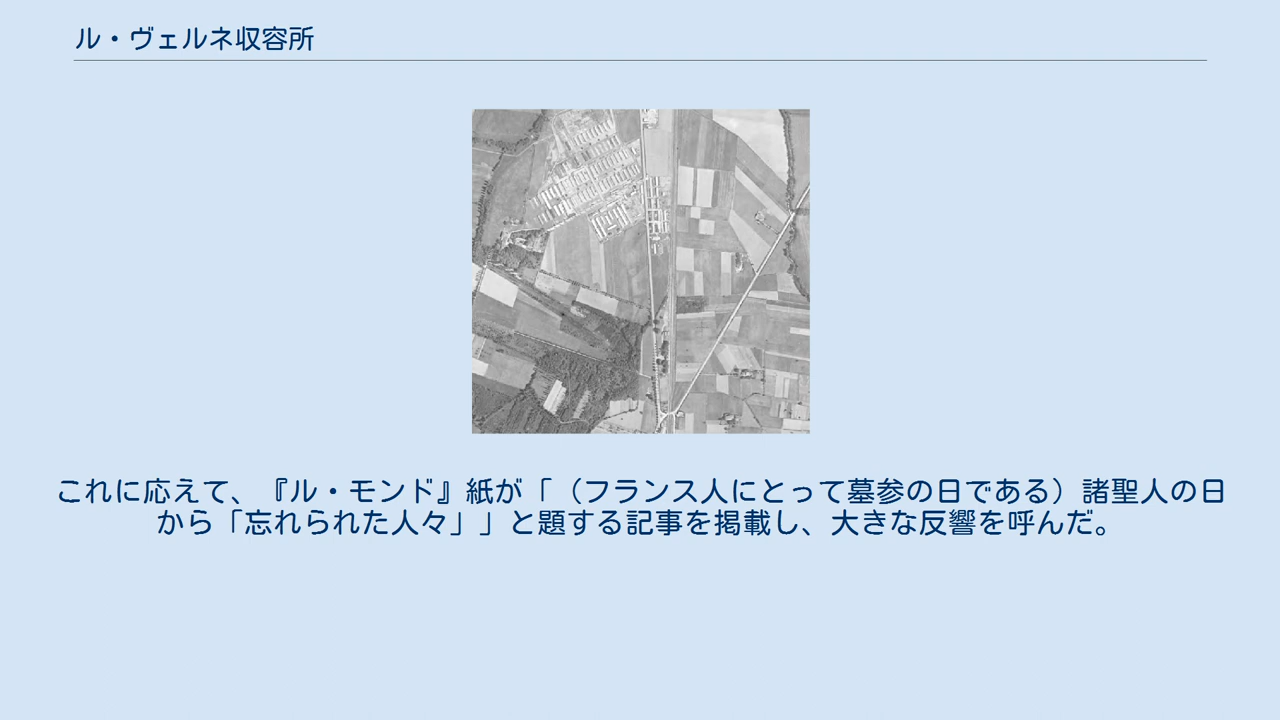 ル・ヴェルネ収容所
これに応えて、『ル・モンド』紙が「（フランス人にとって墓参の日である）諸聖人の日
から「忘れられた人々」」と題する記事を掲載し、大きな反響を呼んだ。